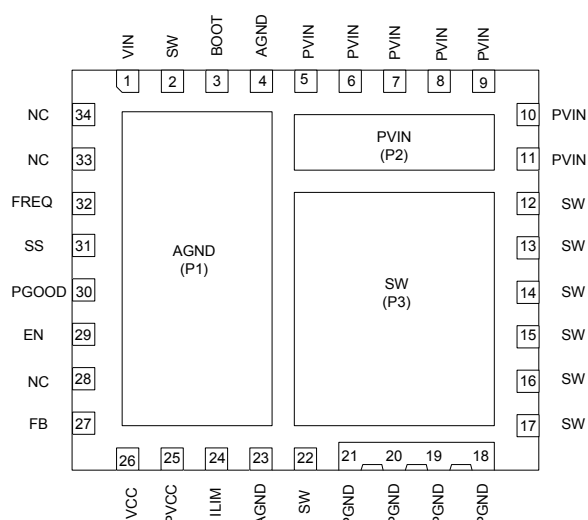 VIN
SW
BOOT
AGND
PVIN
PVIN
PVIN
PVIN
PVIN
1
2
3
4
5
6
7
8
9
NC
34
10
PVIN
NC
33
11
PVIN
FREQ
32
12
SW
SS
31
13
SW
PGOOD
30
14
SW
EN
29
15
SW
NC
28
16
SW
FB
27
17
SW
PVIN
(P2)
AGND
(P1)
SW
(P3)
26
25
24
23
22
21
20
19
18
VCC
PVCC
ILIM
AGND
SW
PGND
PGND
PGND
PGND